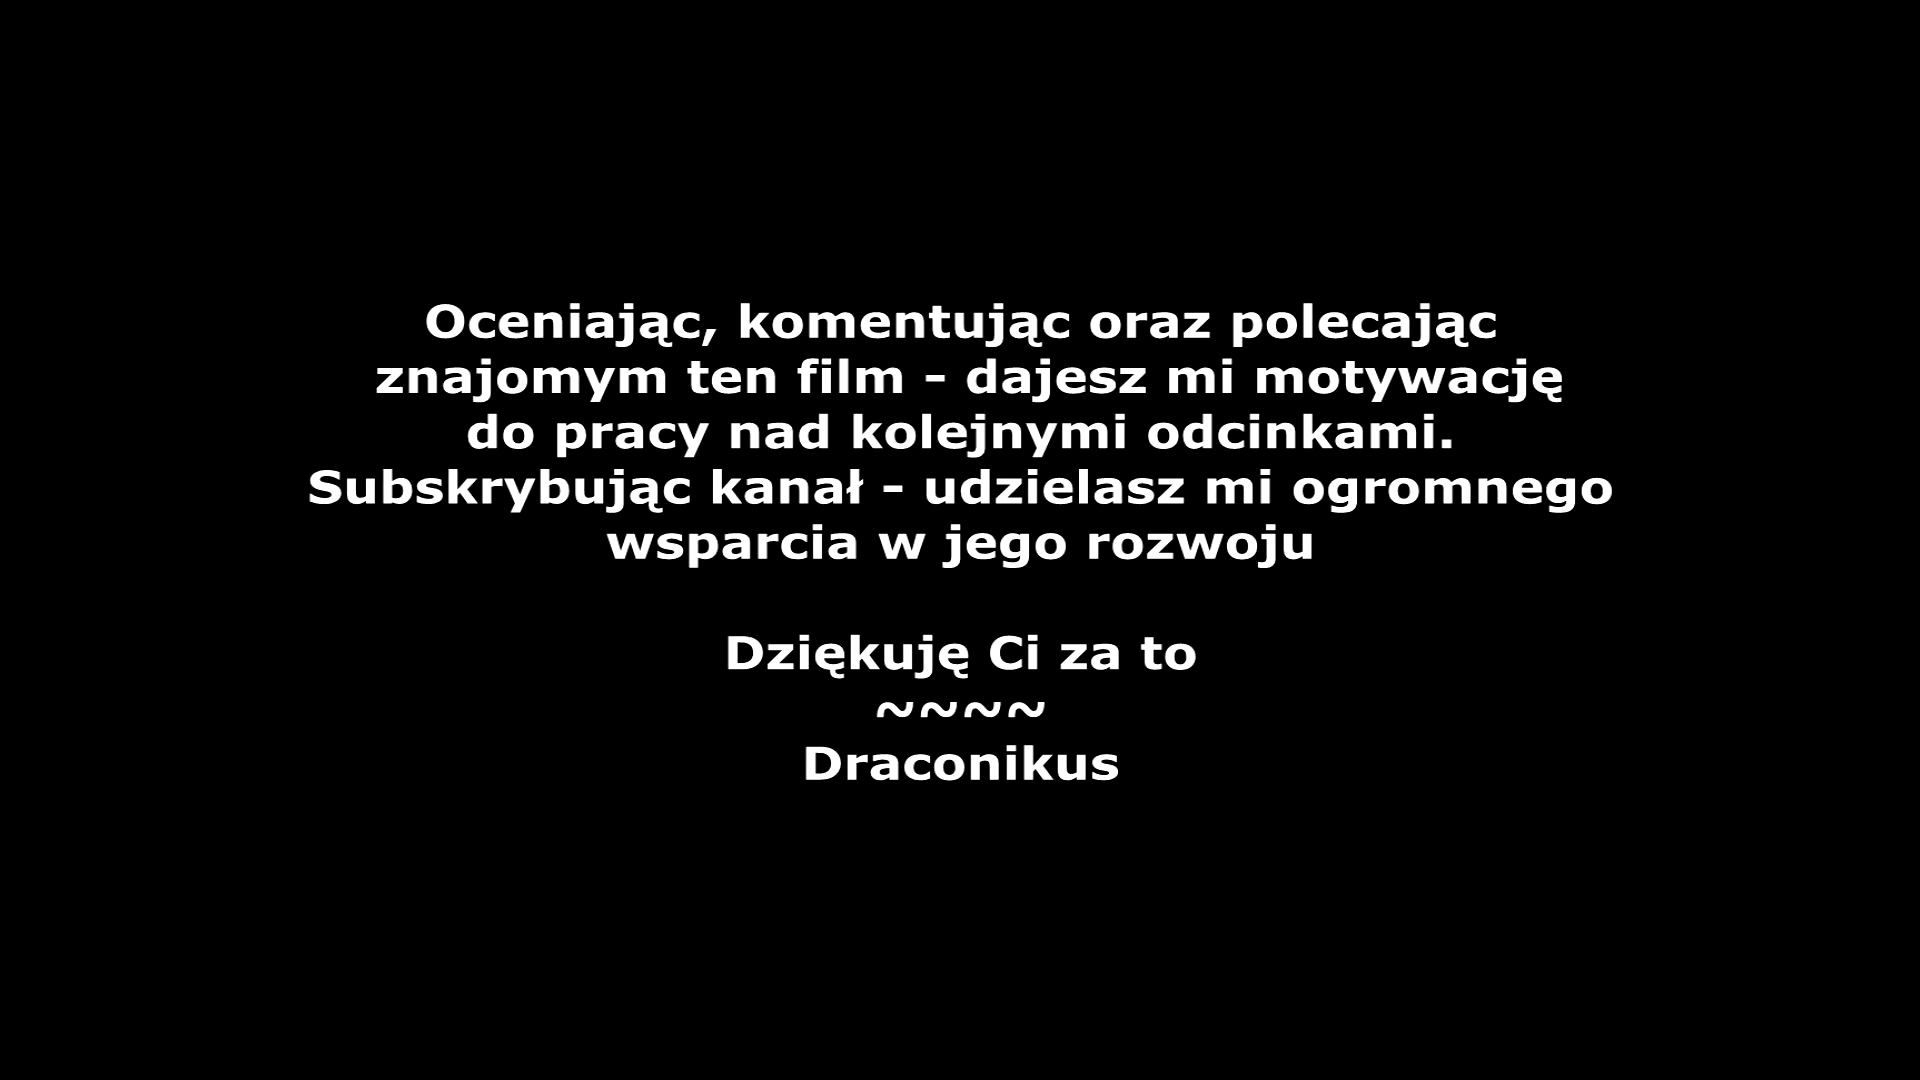 Oceniając, komentując oraz polecając
znajomym ten film - dajesz mi motywację
do pracy nad kolejnymi odcinkami.
Subskrybując kanał - udzielasz mi ogromnego
wsparcia w jego rozwoju
Dziękuję Ci za to
~~~~
Draconikus